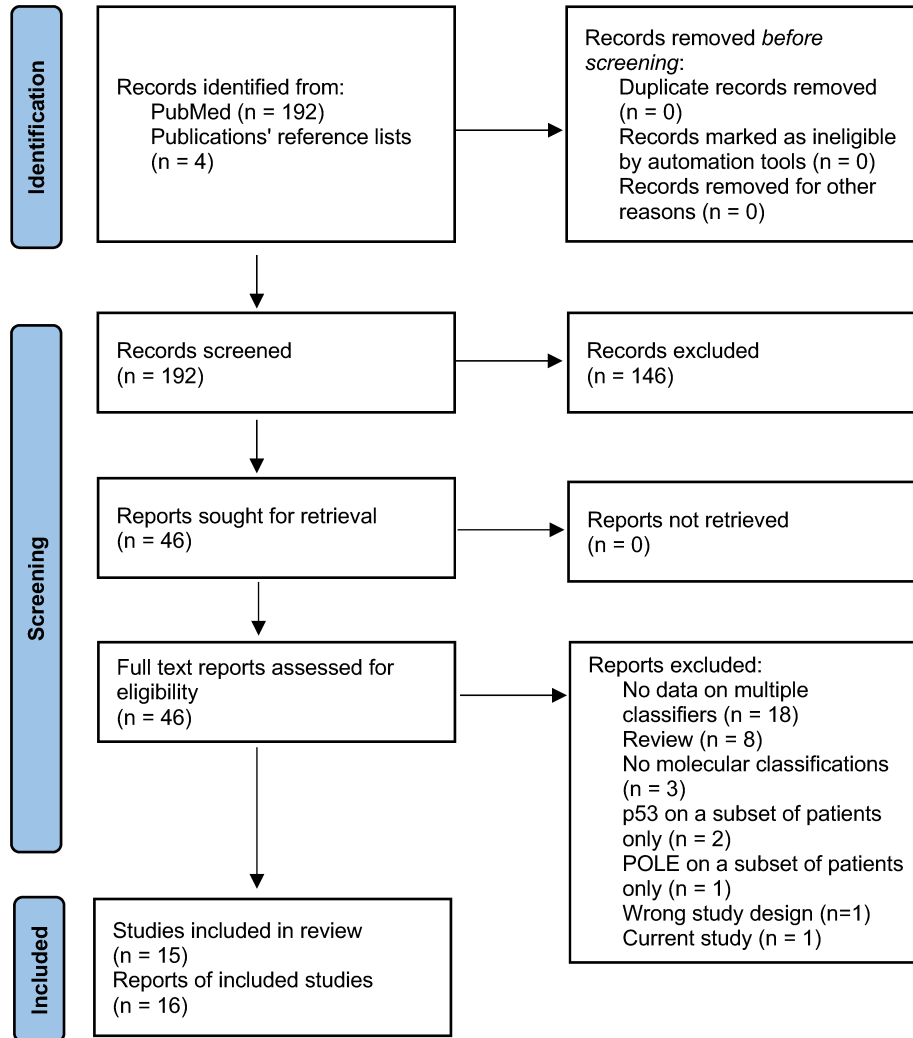 Identification
Records identified from:
PubMed (n = 192)
Publications' reference lists
(n = 4)
Records removed before
screening:
Duplicate records removed
(n = 0)
Records marked as ineligible
by automation tools (n = 0)
Records removed for other
reasons (n = 0)
Screening
Records screened
(n = 192)
Records excluded
(n = 146)
Reports sought for retrieval
(n = 46)
Reports not retrieved
(n = 0)
Full text reports assessed for
eligibility
(n = 46)
Reports excluded:
No data on multiple
classifiers (n = 18)
Review (n = 8)
No molecular classifications
(n = 3)
p53 on a subset of patients
only (n = 2)
POLE on a subset of patients
only (n = 1)
Wrong study design (n=1)
Current study (n = 1)
Included
Studies included in review
(n = 15)
Reports of included studies
(n = 16)